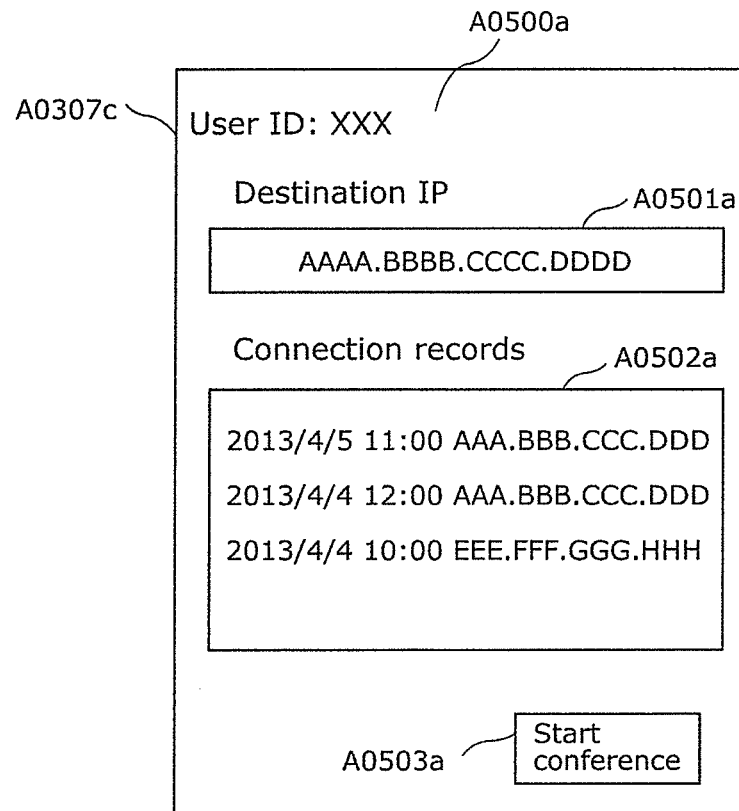 A0500a
A0307c
User ID: XXX
Destination IP
A0501a
AAAA.BBBB.CCCC.DDDD
Connection records
A0502a
2013/4/5 11:00 AAA.BBB.CCC.DDD
2013/4/4 12:00 AAA.BBB.CCC.DDD
2013/4/4 10:00 EEE.FFF.GGG.HHH
A0503a
Start
conference